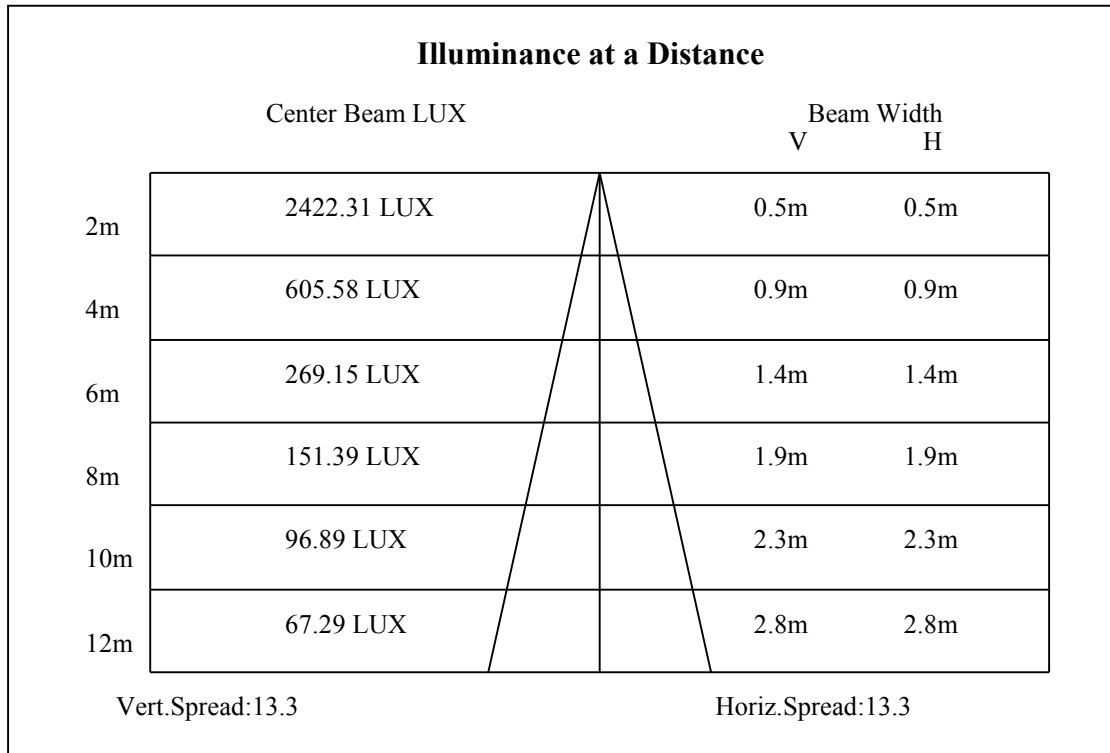 Illuminance at a Distance
Center Beam LUX Beam Width
V H
2m 2422.31 LUX 0.5m 0.5m
4m 605.58 LUX 0.9m 0.9m
6m 269.15 LUX 1.4m 1.4m
8m 151.39 LUX 1.9m 1.9m
10m 96.89 LUX 2.3m 2.3m
12m 67.29 LUX 2.8m 2.8m
Vert.Spread:13.3 Horiz.Spread:13.3